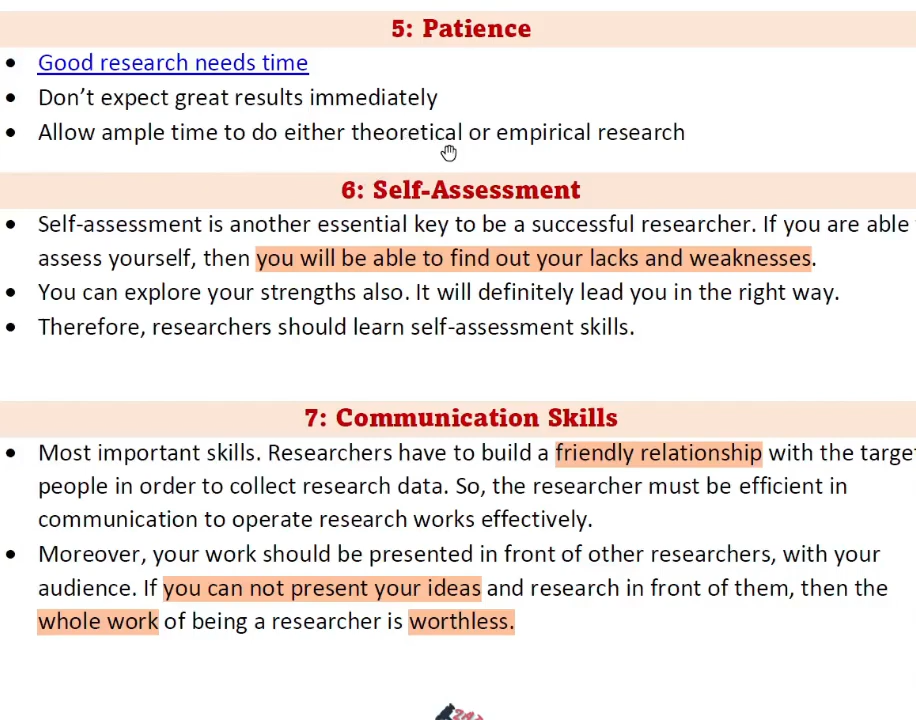 5: Patience
• Good research needs time
• Don’t expect great results immediately
• Allow ample time to do either theoretical or empirical research
6: Self-Assessment
• Self-assessment is another essential key to be a successful researcher. If you are able
assess yourself, then you will be able to find out your lacks and weaknesses.
• You can explore your strengths also. It will definitely lead you in the right way.
• Therefore, researchers should learn self-assessment skills.
7: Communication Skills
• Most important skills. Researchers have to build a friendly relationship with the targe
people in order to collect research data. So, the researcher must be efficient in
communication to operate research works effectively.
• Moreover, your work should be presented in front of other researchers, with your
audience. If you can not present your ideas and research in front of them, then the
whole work of being a researcher is worthless.